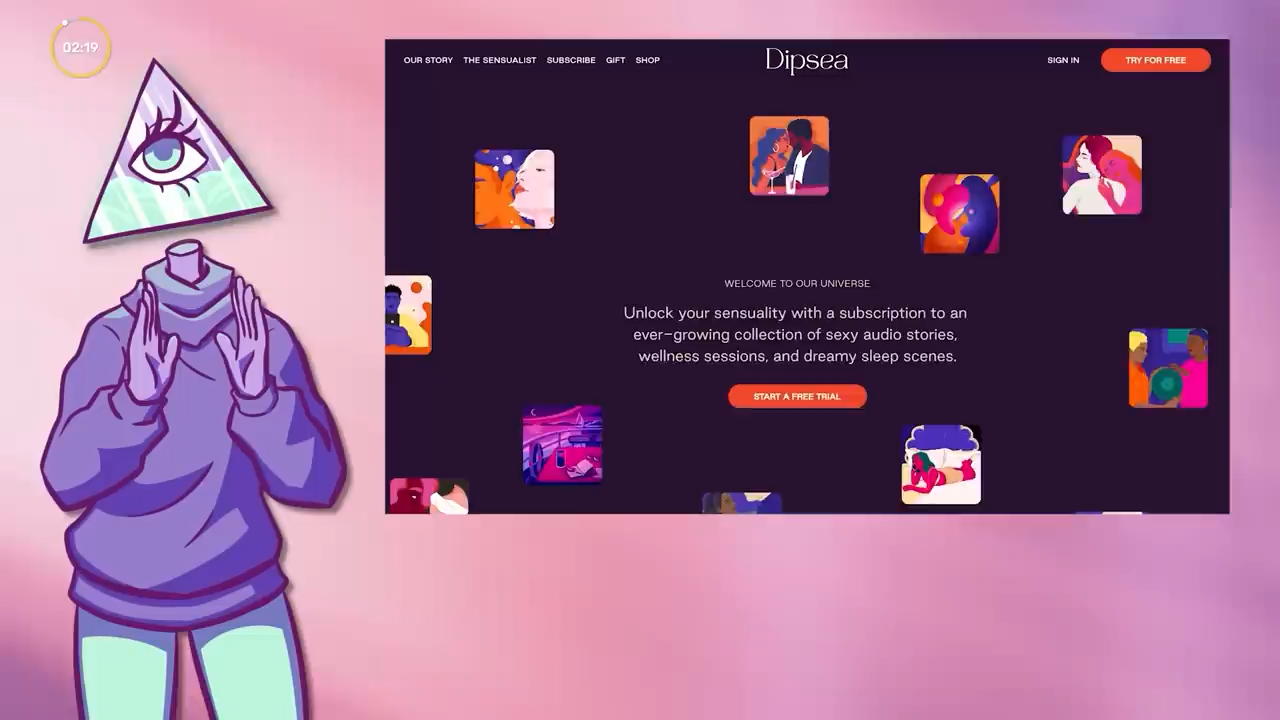 02:19
OUR STORY THE SENSUALIST SUBSCRIBE GIFT SHOP Dipsea SIGN IN TRY FOR FREE
WELCOME TO OUR UNIVERSE
Unlock your sensuality with a subscription to an
ever-growing collection of sexy audio stories,
wellness sessions, and dreamy sleep scenes.
START A FREE TRIAL